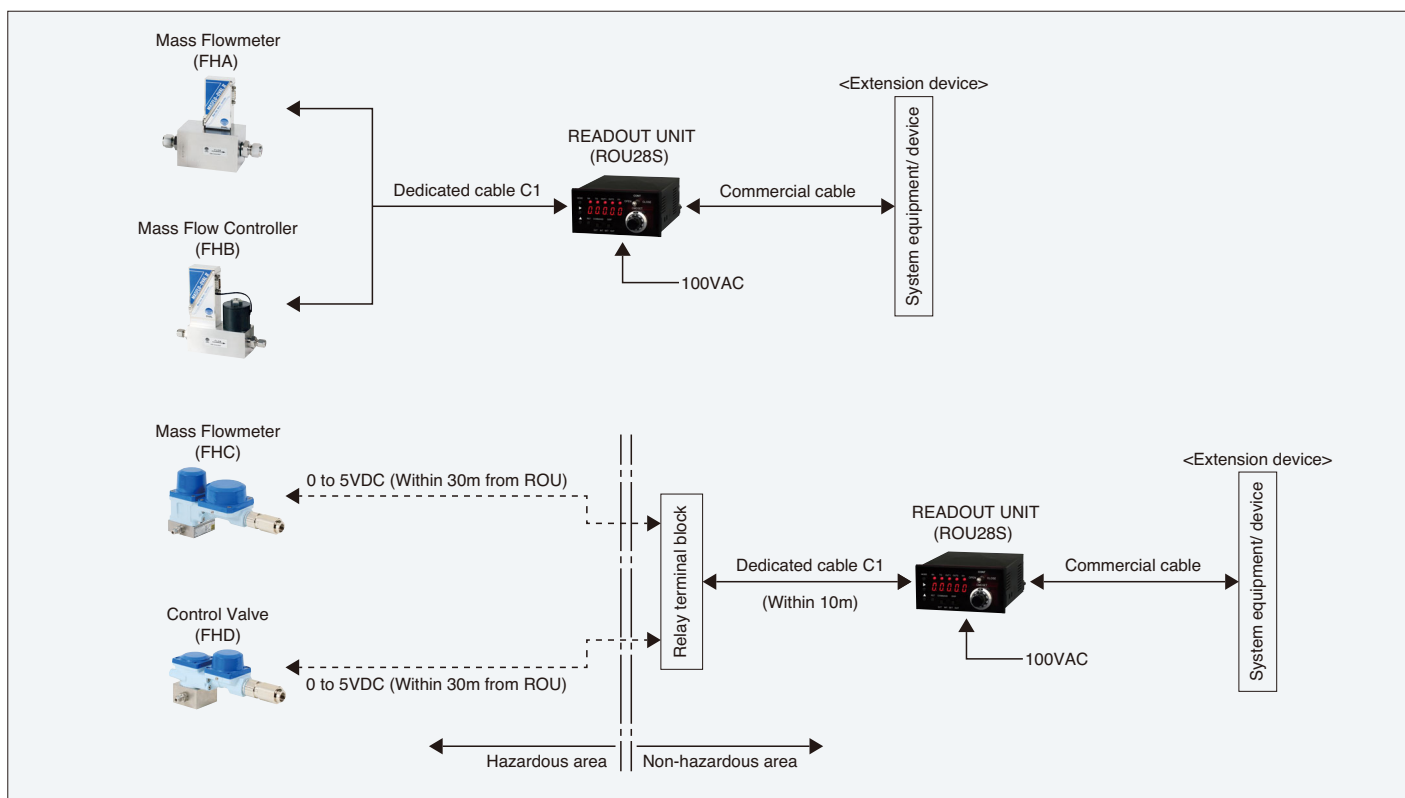 Mass Flowmeter
(FHA)
<Extension device>
READOUT UNIT
(ROU28S)
Dedicated cable C1
Commercial cable
System equipment/ device
100VAC
Mass Flow Controller
(FHB)
Mass Flowmeter
(FHC)
0 to 5VDC (Within 30m from ROU)
Relay terminal block
<Extension device>
READOUT UNIT
(ROU28S)
Dedicated cable C1
(Within 10m)
Commercial cable
System equipment/ device
100VAC
Control Valve
(FHD)
0 to 5VDC (Within 30m from ROU)
Hazardous area
Non-hazardous area